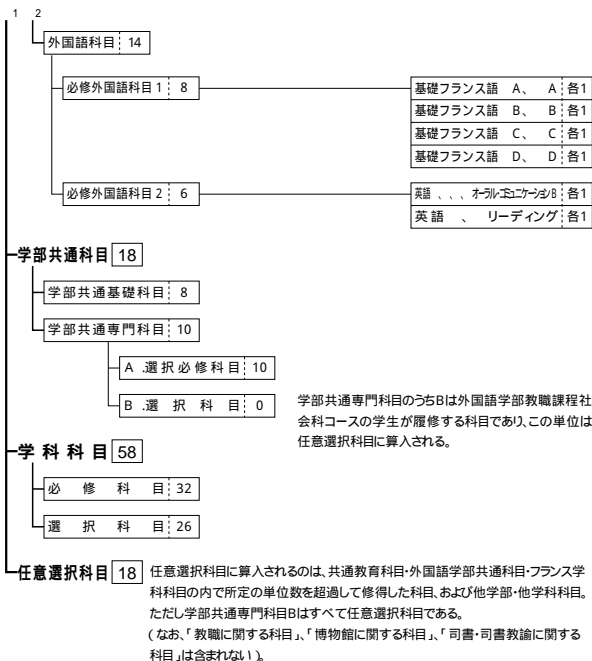 1 2
外国語科目 14
必修外国語科目1 8
基礎フランス語 A、 A 各1
基礎フランス語 B、 B 各1
基礎フランス語 C、 C 各1
基礎フランス語 D、 D 各1
必修外国語科目2 6
英語 、 、 オーラル・コミュニケーションB 各1
英語 、 リーディング 各1
学部共通科目 18
学部共通基礎科目 8
学部共通専門科目 10
A .選択必修科目 10
B .選択科目 0
学部共通専門科目のうちBは外国語学部教職課程社
会科コースの学生が履修する科目であり、この単位は
任意選択科目に算入される。
学科科目 58
必修科目 32
選択科目 26
任意選択科目 18
任意選択科目に算入されるのは、共通教育科目・外国語学部共通科目・フランス学
科科目の内で所定の単位数を超過して修得した科目、および他学部・他学科科目。
ただし学部共通専門科目Bはすべて任意選択科目である。
(なお、「教職に関する科目」、「博物館に関する科目」、「司書・司書教諭に関する
科目」は含まれない)。